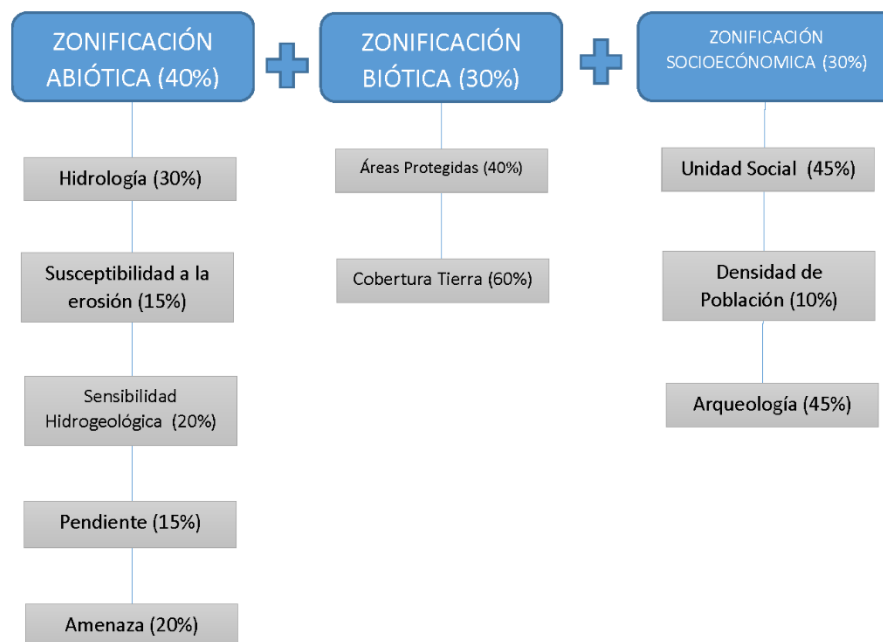 ZONIFICACIÓN
ABIÓTICA (40%)
Hidrología (30%)
Susceptibilidad a la
erosión (15%)
Sensibilidad
Hidrogeológica (20%)
Pendiente (15%)
Amenaza (20%)
ZONIFICACIÓN
BIÓTICA (30%)
Áreas Protegidas (40%)
Cobertura Tierra (60%)
ZONIFICACIÓN
SOCIOECÓNOMICA (30%)
Unidad Social (45%)
Densidad de
Población (10%)
Arqueología (45%)